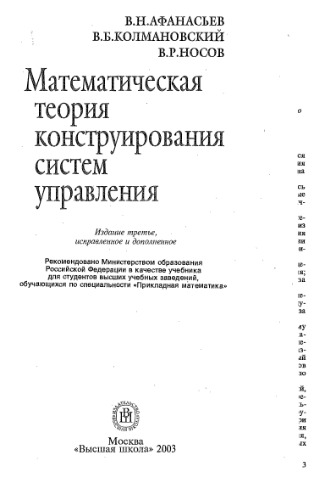 В.Н.АФАНАСЬЕВ
В.Б.КОЛМАНОВСКИЙ
В.Р.НОСОВ
Математическая
теория
конструирования
систем
управления
Издание третье,
исправленное и дополненное
Рекомендовано Министерством образования
Российской Федерации в качестве учебника
для студентов высших учебных заведений,
обучающихся по специальности «Прикладная математика»
Москва
«Высшая школа» 2003
3